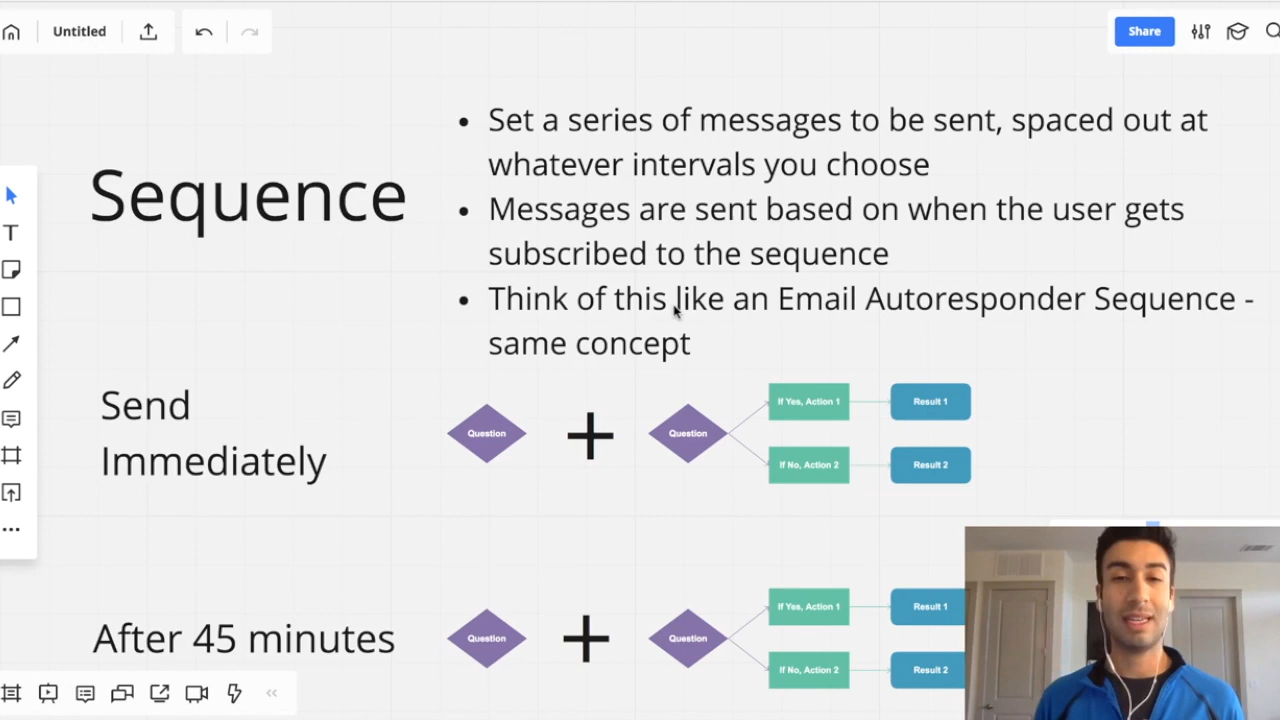 Untitled
Share
Sequence
• Set a series of messages to be sent, spaced out at
whatever intervals you choose
• Messages are sent based on when the user gets
subscribed to the sequence
• Think of this like an Email Autoresponder Sequence -
same concept
Send
Immediately
Question
+
Question
If Yes, Action 1
Result 1
If No, Action 2
Result 2
After 45 minutes
Question
+
Question
If Yes, Action 1
Result 1
If No, Action 2
Result 2